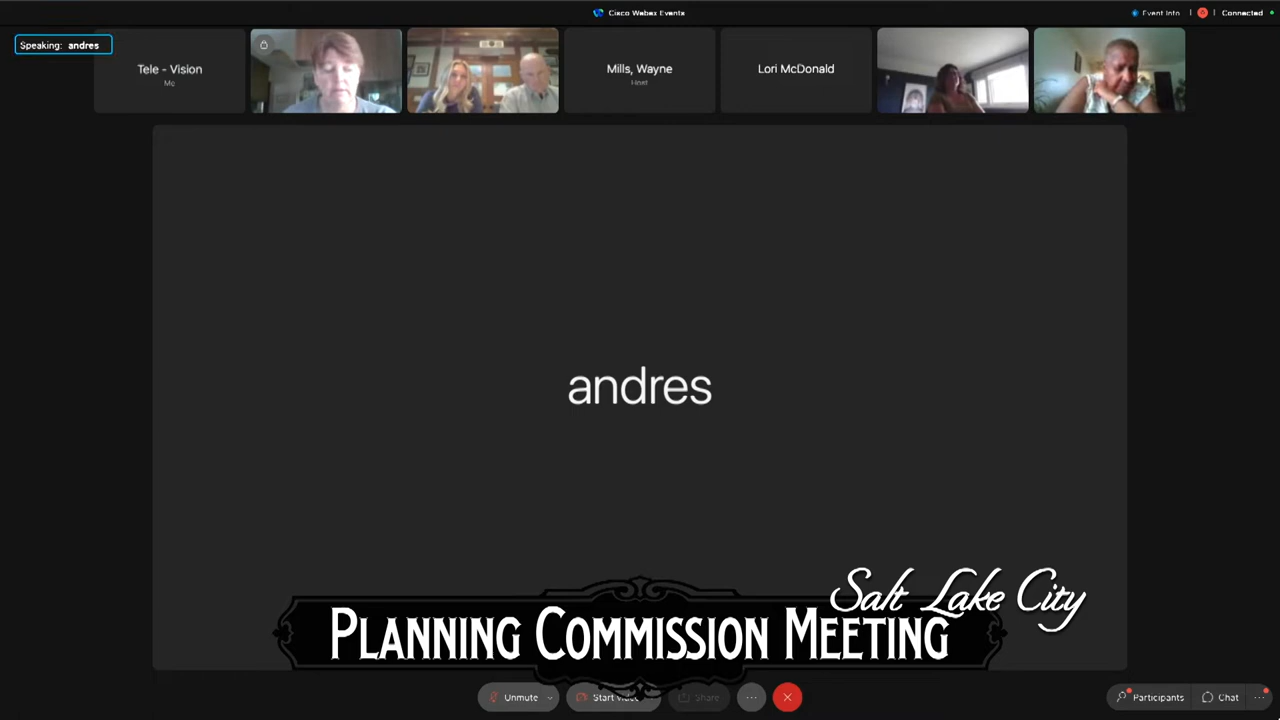 Cisco Webex Events
Event Info
Connected
Speaking: andres
Tele - Vision
Me
Mills, Wayne
Host
Lori McDonald
andres
Salt Lake City
PLANNING COMMISSION MEETING
Unmute
Start video
Share
Participants
Chat